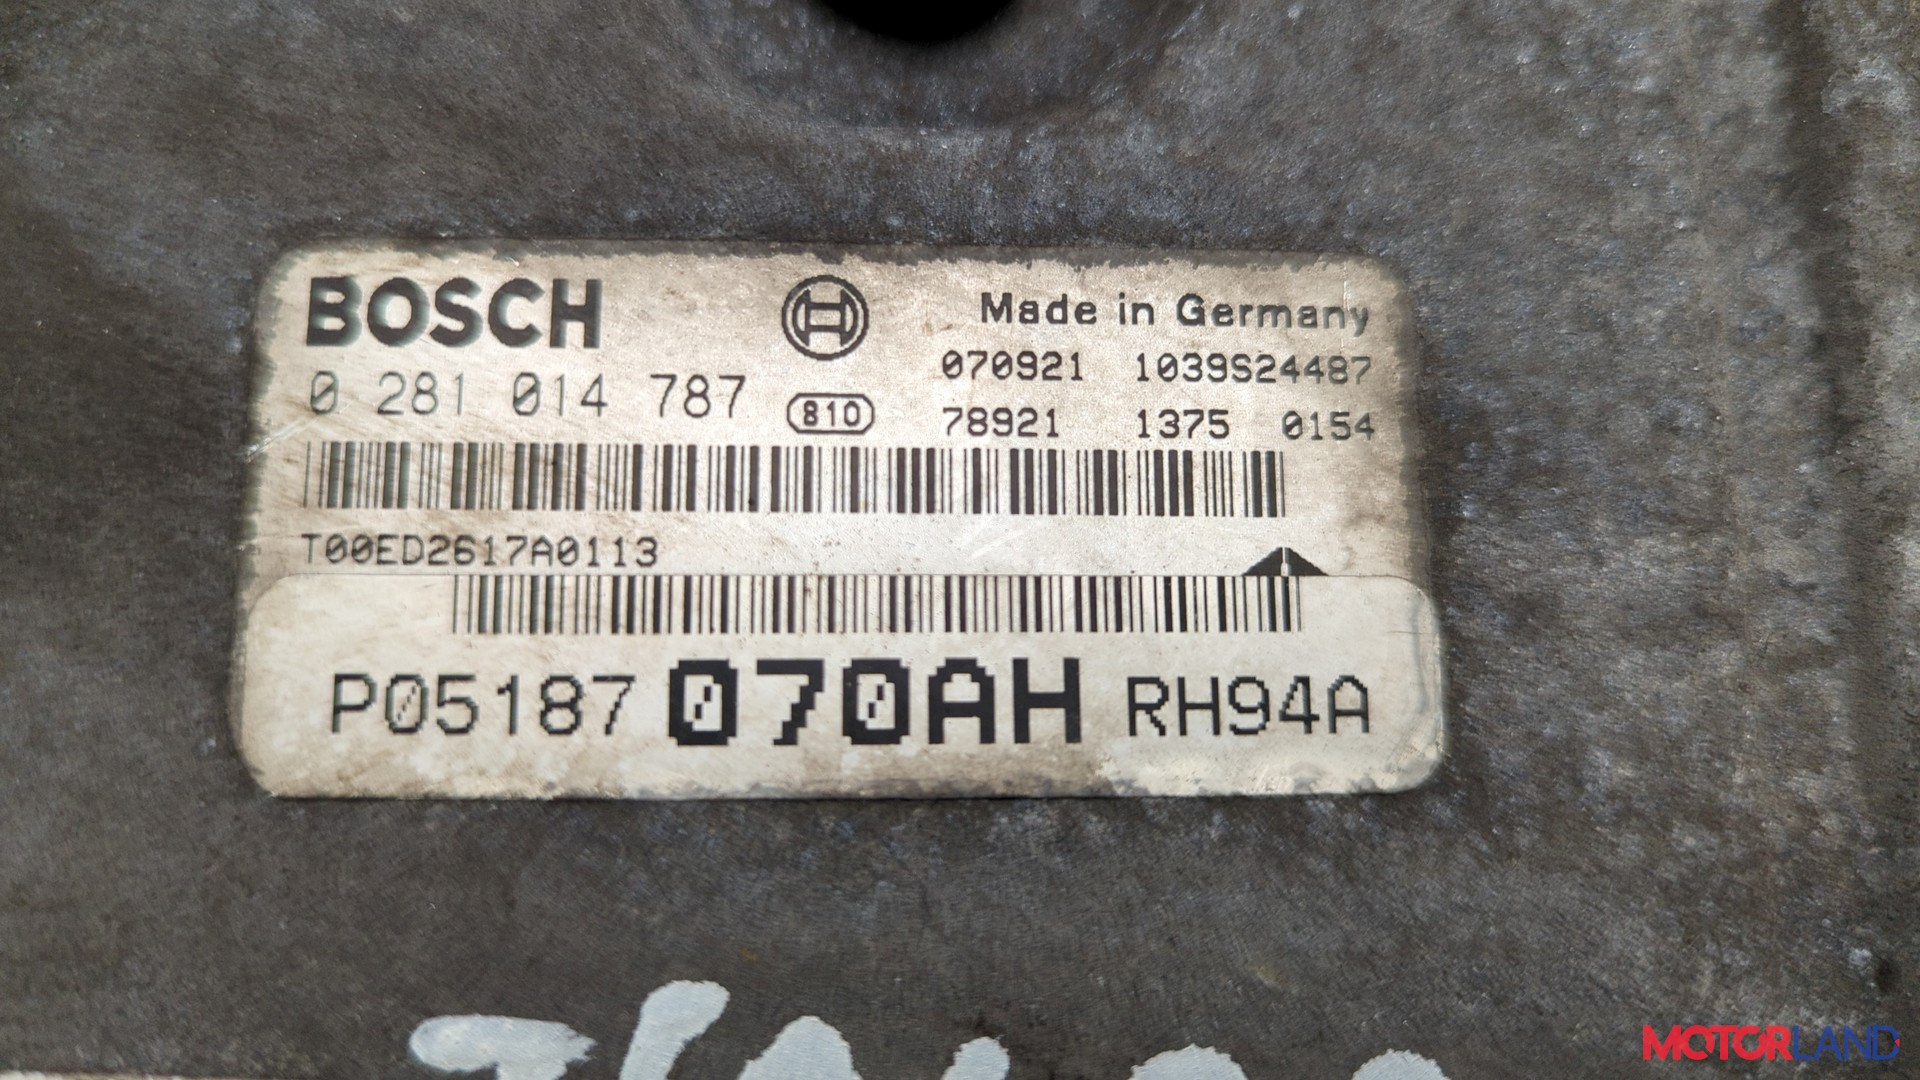 BOSCH
Made in Germany
0 281 014 787
810
070921 1039S24487
78921 1375 0154
T00ED2617A0113
P05187 070AH RH94A
MOTORLAND